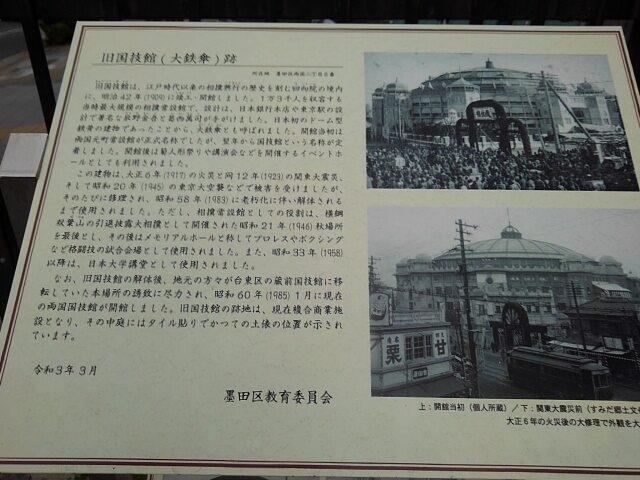 旧国技館(大鉄傘)跡
所在地 墨田区両国二丁目８番
旧国技館は、江戸時代以来の相撲興行の歴史を刻む回向院の境内
に、明治42年(1909)に竣工・開館しました。1万3千人を収容する
当時最大規模の相撲常設館で、設計は、日本銀行本店や東京駅の設
計で著名な辰野金吾と葛西萬司が手がけました。日本初のドーム型
鉄骨の建物であったことから、大鉄傘とも呼ばれました。開館当初は
両国元町常設館が正式名称でしたが、翌年から国技館という名称が定
着しました。開館後は菊人形祭りや講演会などを開催するイベントホ
ールとしても利用されました。
この建物は、大正6年(1917)の火災と同12年(1923)の関東大震災、
そして昭和20年(1945)の東京大空襲などで被害を受けましたが、
そのたびに修理され、昭和58年(1983)に老朽化に伴い解体される
まで使用されました。ただし、相撲常設館としての役割は、横綱
双葉山の引退披露大相撲として開催された昭和21年(1946)秋場所
を最後とし、その後はメモリアルホールと称してプロレスやボクシング
など格闘技の試合会場として使用されました。また、昭和33年(1958)
以降は、日本大学講堂として使用されました。
なお、旧国技館の解体後、地元の方々が台東区の蔵前国技館に移
転していた本場所の誘致に尽力され、昭和60年(1985)1月に現在
の両国国技館が開館しました。旧国技館の跡地は、現在複合商業施
設となり、その中庭にはタイル貼りでかつての土俵の位置が示され
ています。
令和3年3月
墨田区教育委員会
栗
甘
上：開館当初(個人所蔵)／下：関東大震災前(すみだ郷土文
大正6年の火災後の大修理で外観を大